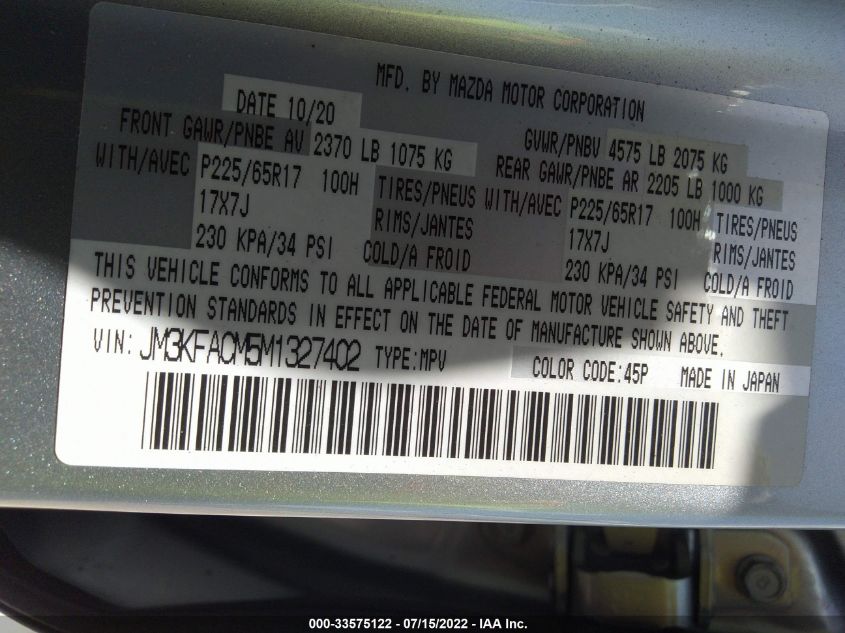 MFD. BY MAZDA MOTOR CORPORATION
DATE 10/20
GVWR/PNBV 4575 LB 2075 KG
FRONT GAWR/PNBE AV 2370 LB 1075 KG
REAR GAWR/PNBE AR 2205 LB 1000 KG
WITH/AVEC P225/65R17 100H TIRES/PNEUS WITH/AVEC P225/65R17 100H TIRES/PNEUS
17X7J RIMS/JANTES 17X7J RIMS/JANTES
230 KPA/34 PSI COLD/A FROID 230 KPA/34 PSI COLD/A FROID
THIS VEHICLE CONFORMS TO ALL APPLICABLE FEDERAL MOTOR VEHICLE SAFETY AND THEFT
PREVENTION STANDARDS IN EFFECT ON THE DATE OF MANUFACTURE SHOWN ABOVE.
VIN: JM3KFACM5M1327402 TYPE:MPV COLOR CODE:45P MADE IN JAPAN
000-33575122 - 07/15/2022 - IAA Inc.